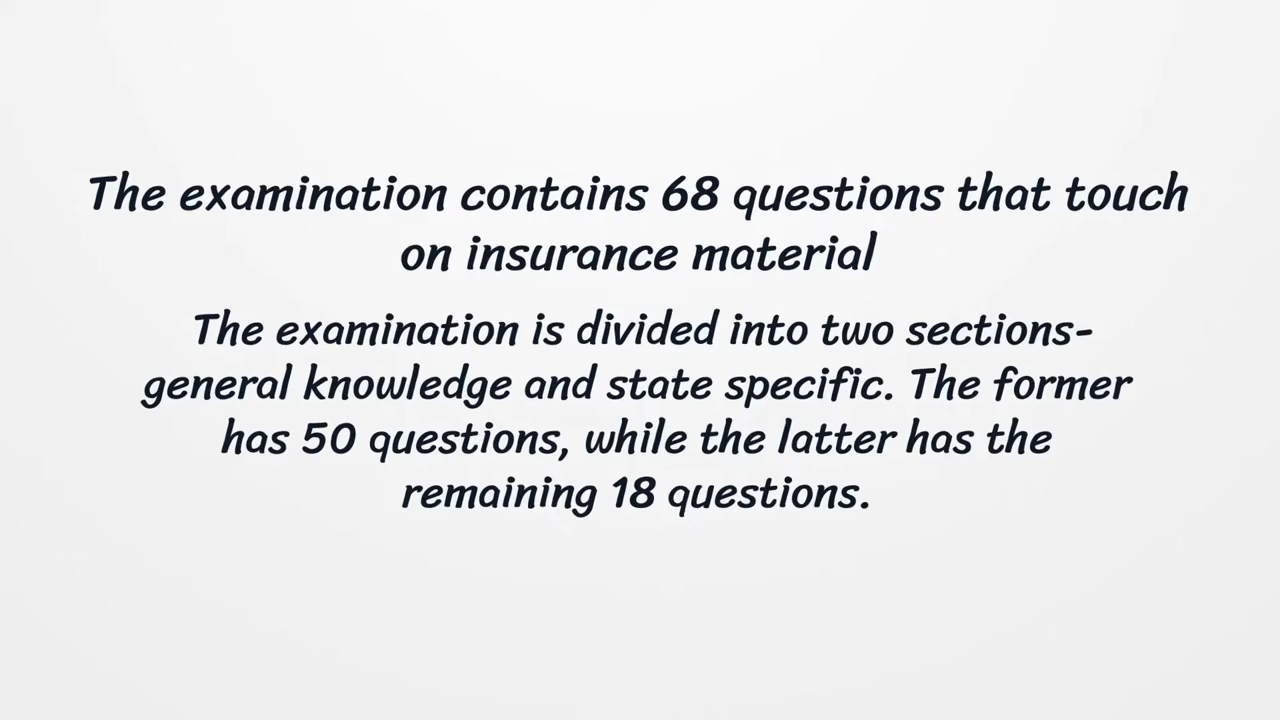 The examination contains 68 questions that touch
on insurance material
The examination is divided into two sections-
general knowledge and state specific. The former
has 50 questions, while the latter has the
remaining 18 questions.